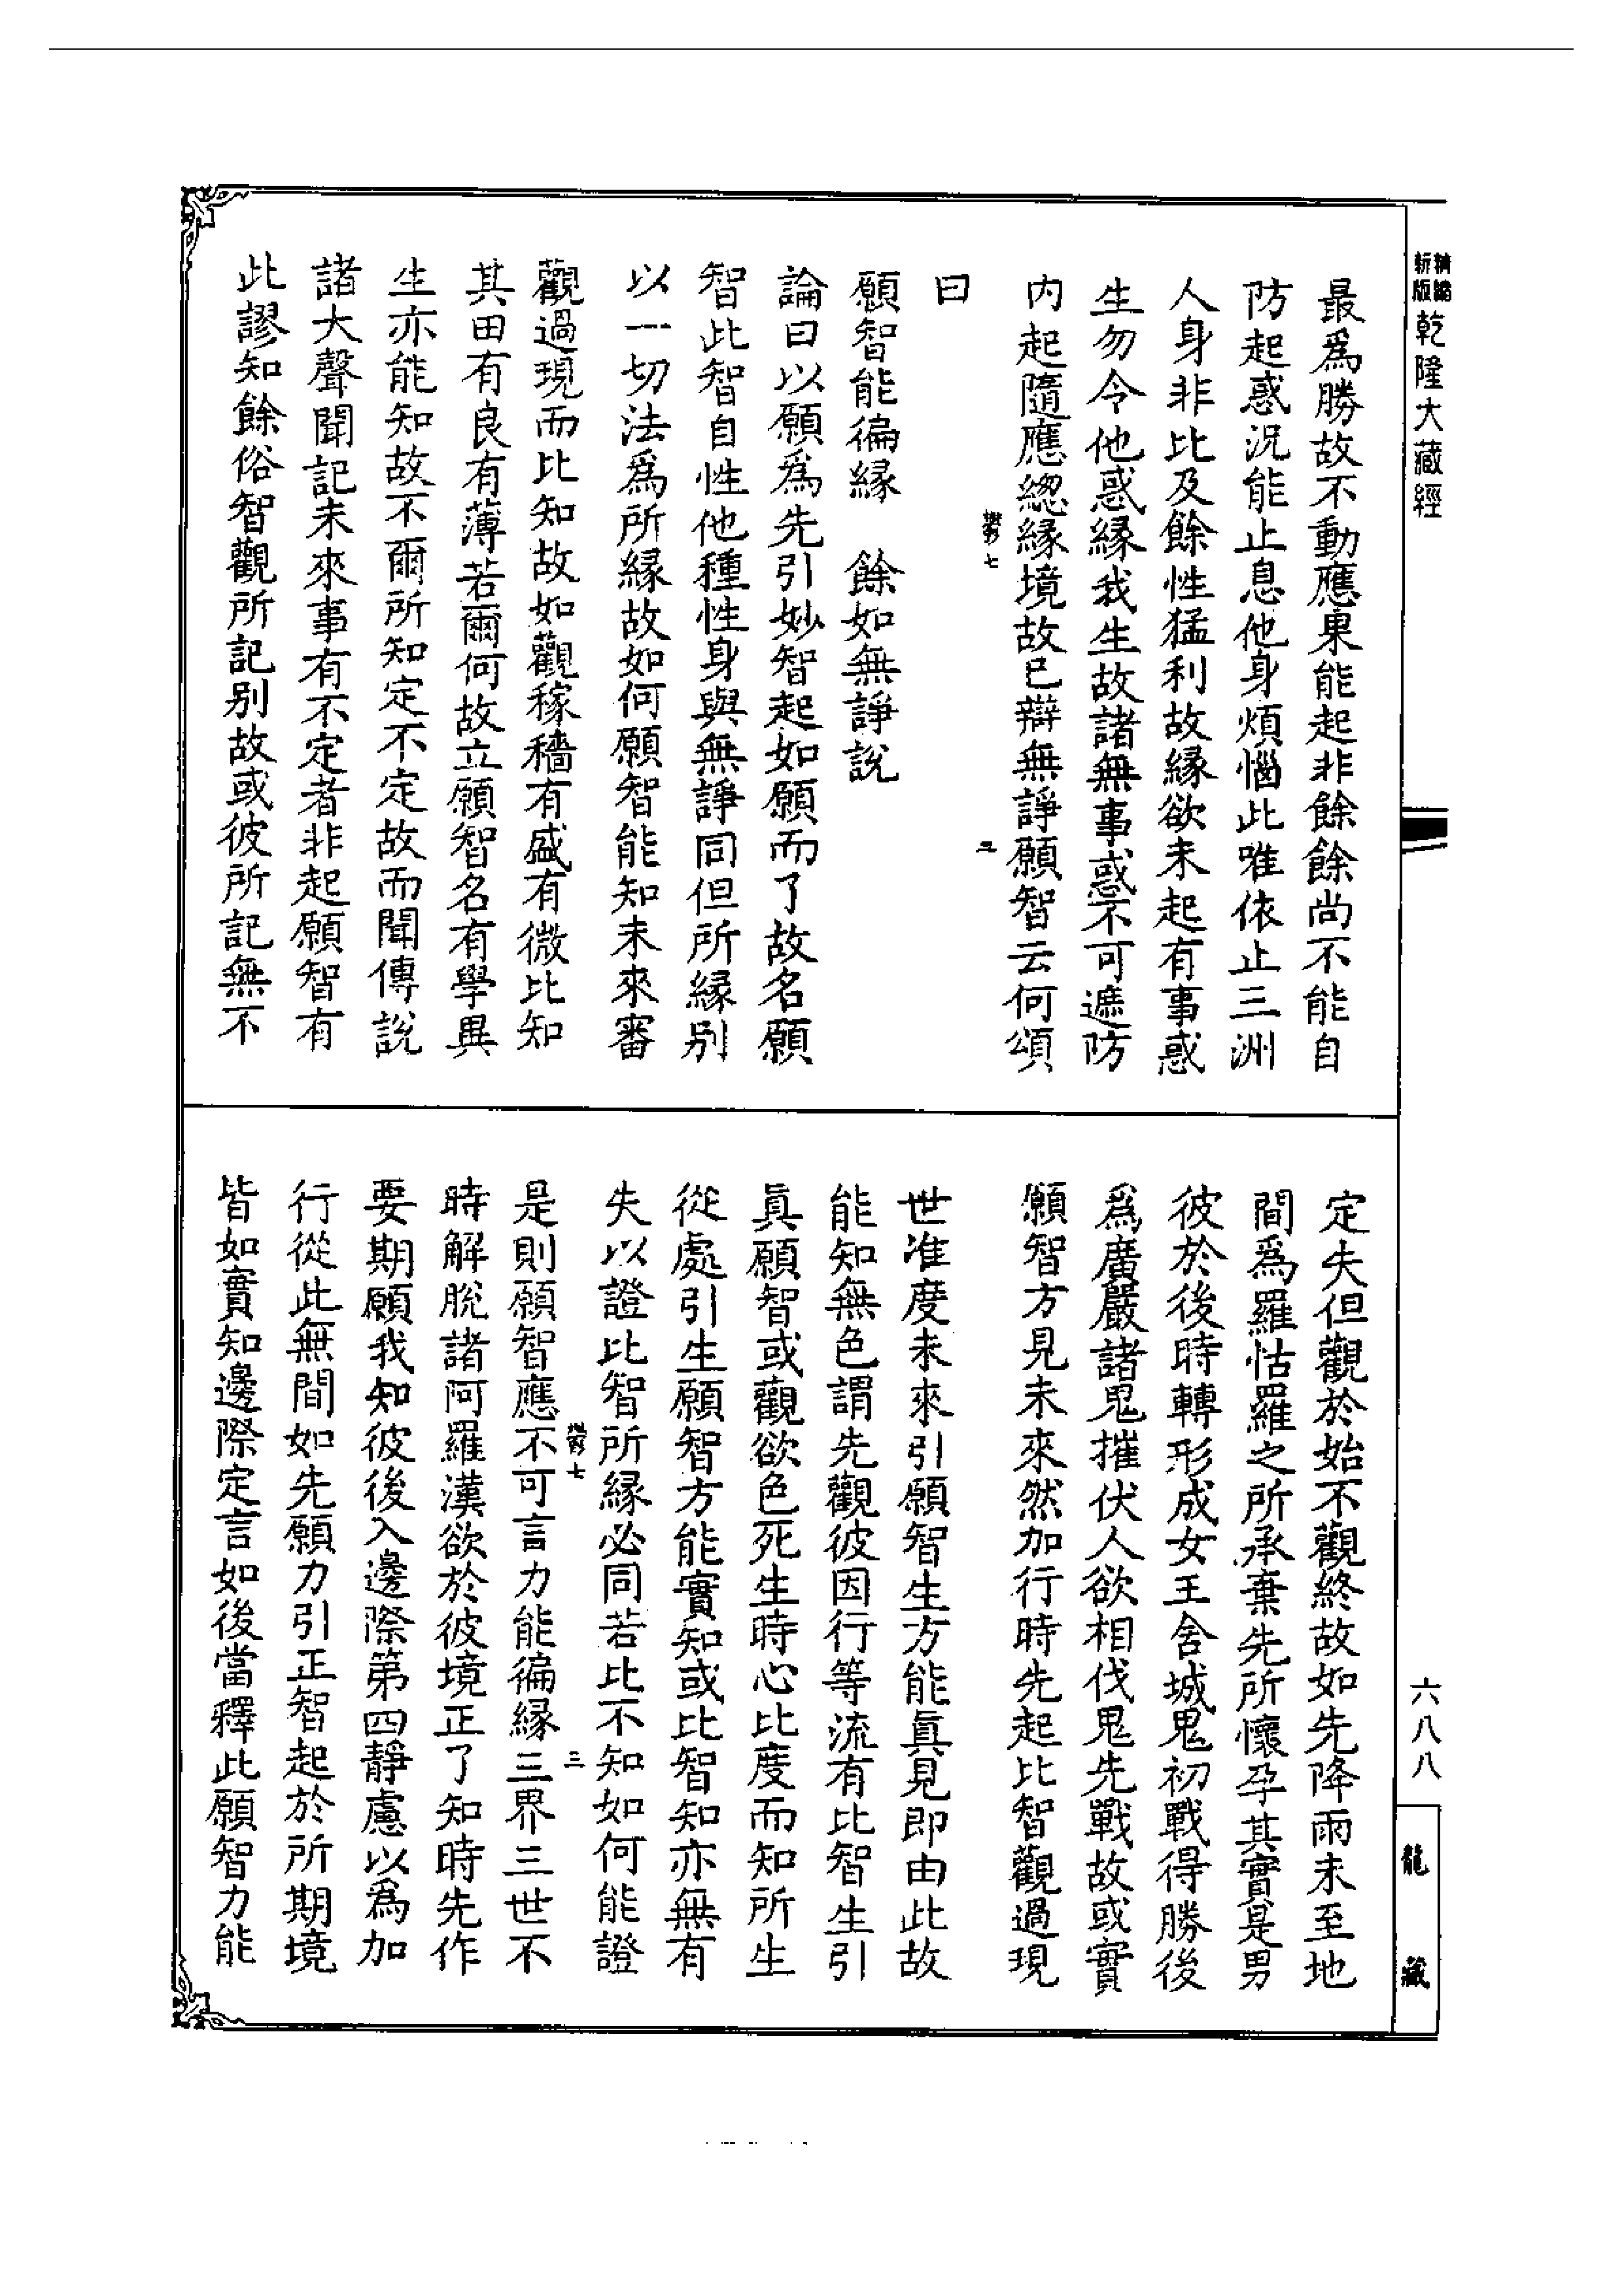 精縮新版乾隆大藏經
最爲勝故不動應果能起非餘餘尚不能自
防起惑況能止息他身煩惱此唯依止三洲
人身非比及餘性猛利故緣欲未起有事惑
生勿令他惑緣我生故諸無事惑不可遮防
内起隨應緫緣境故已辯無諍願智云何頌
曰
願智能徧緣　餘如無諍說
論曰以願爲先引妙智起如願而了故名願
智此智自性他種性身與無諍同但所緣别
以一切法爲所緣故如何願智能知未來審
觀過現而比知故如觀稼穡有盛有微比知
其田有良有薄若爾何故立願智名有學異
生亦能知故不爾所知定不定故而聞傳說
諸大聲聞記未來事有不定者非起願智有
此謬知餘俗智觀所記别故或彼所記無不
定失但觀於始不觀終故如先降雨未至地
間爲羅怙羅之所承棄先所懷孕其實是男
彼於後時轉形成女王舍城鬼初戰得勝後
爲廣嚴諸鬼摧伏人欲相伐鬼先戰故或實
願智方見未來然加行時先起比智觀過現
世准度未來引願智生方能眞見即由此故
能知無色謂先觀彼因行等流有比智生引
眞願智或觀欲色死生時心比度而知所生
從處引生願智方能實知或比智知亦無有
失以證比智所緣必同若比不知如何能證
是則願智應不可言力能徧緣三界三世不
時解脫諸阿羅漢欲於彼境正了知時先作
要期願我知彼後入邊際第四靜慮以爲加
行從此無間如先願力引正智起於所期境
皆如實知邊際定言如後當釋此願智力能
六八八
龍藏
七
三
七
三